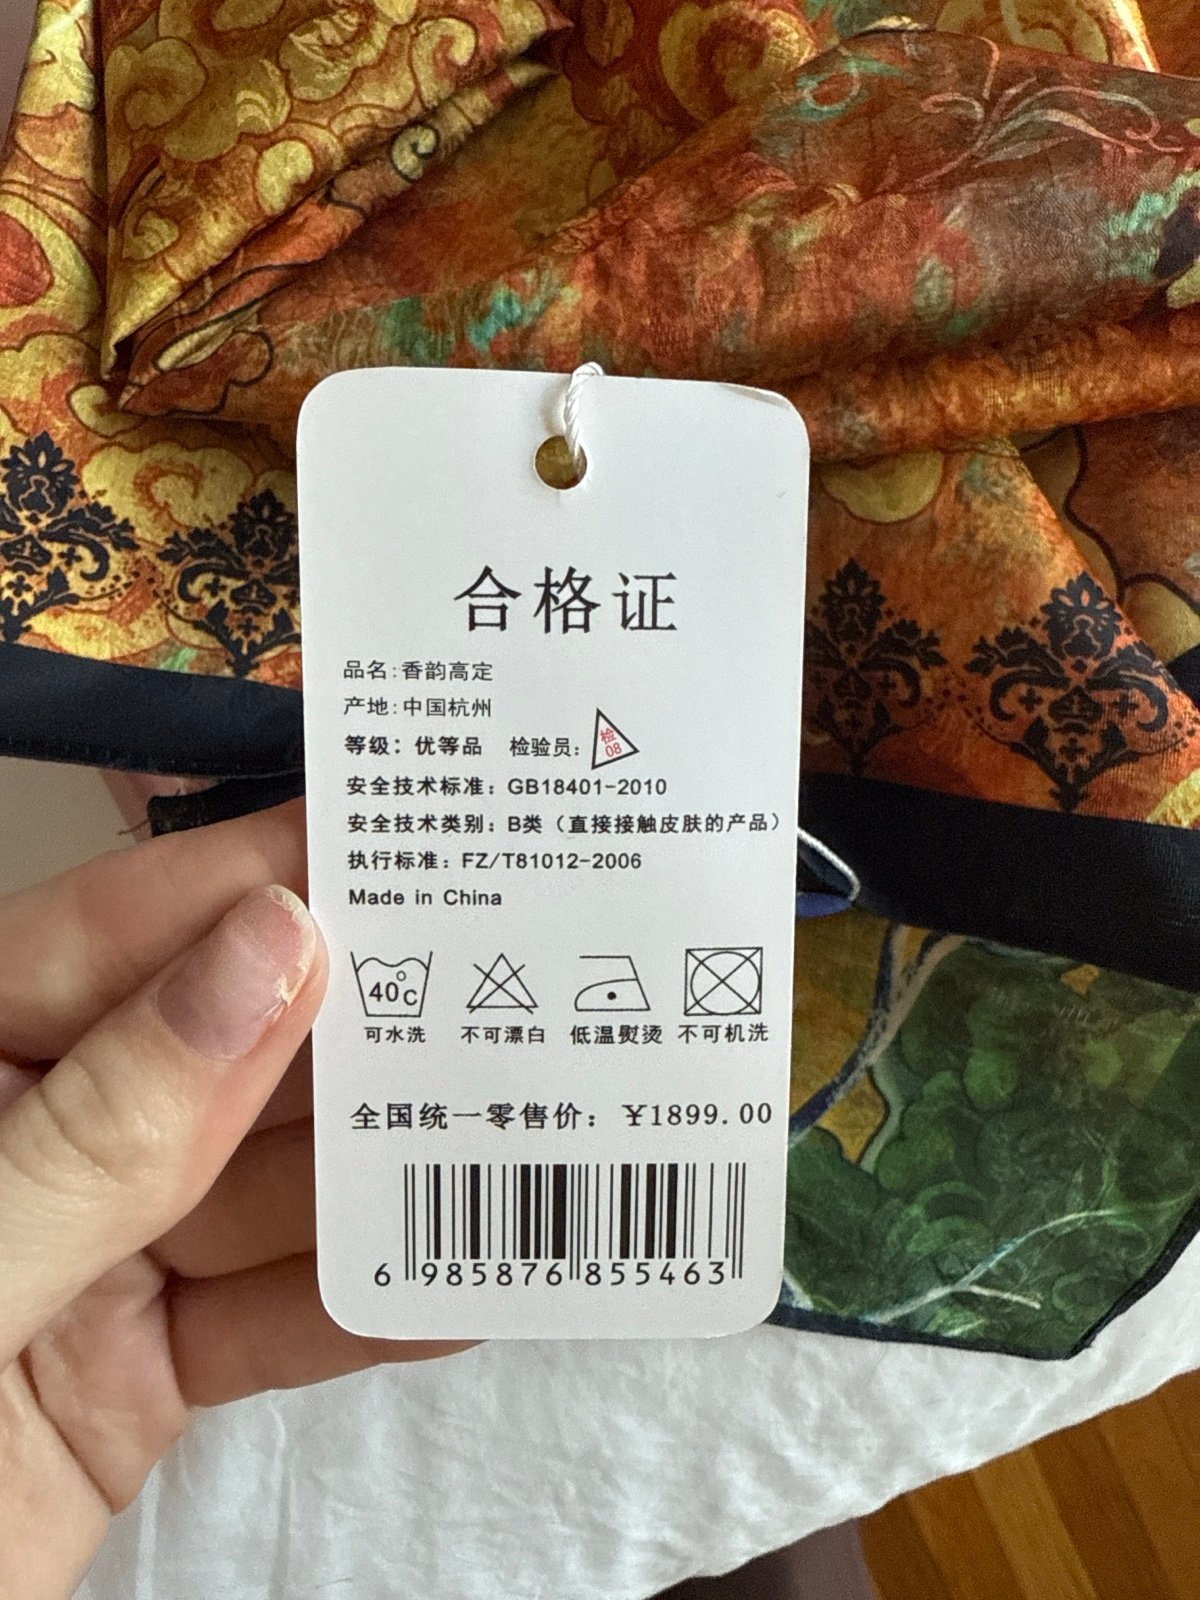 合格证
品名:香韵高定
产地:中国杭州
等级：优等品 检验员：检08
安全技术标准：GB18401-2010
安全技术类别：B类（直接接触皮肤的产品）
执行标准：FZ/T81012-2006
Made in China
40°C
可水洗 不可漂白 低温熨烫 不可机洗
全国统一零售价：￥1899.00
6 985876 855463